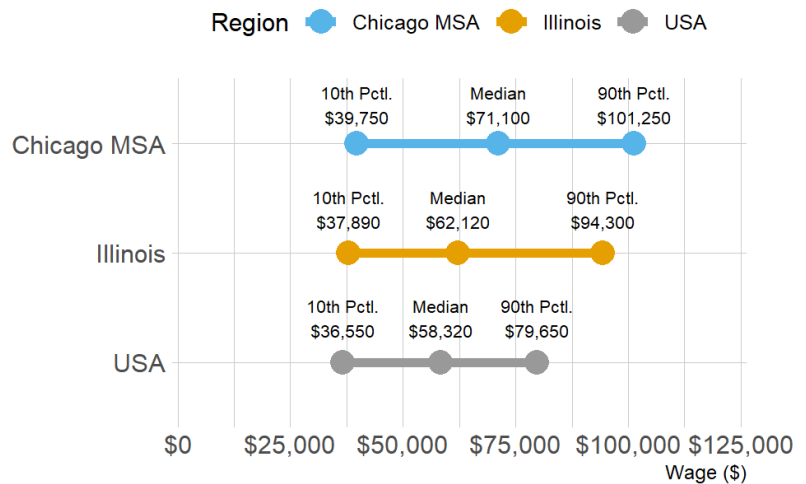 Region Chicago MSA Illinois USA
10th Pctl. Median 90th Pctl.
$39,750 $71,100 $101,250
Chicago MSA
10th Pctl. Median 90th Pctl.
$37,890 $62,120 $94,300
Illinois
10th Pctl. Median 90th Pctl.
$36,550 $58,320 $79,650
USA
$0 $25,000 $50,000 $75,000 $100,000 $125,000
Wage ($)